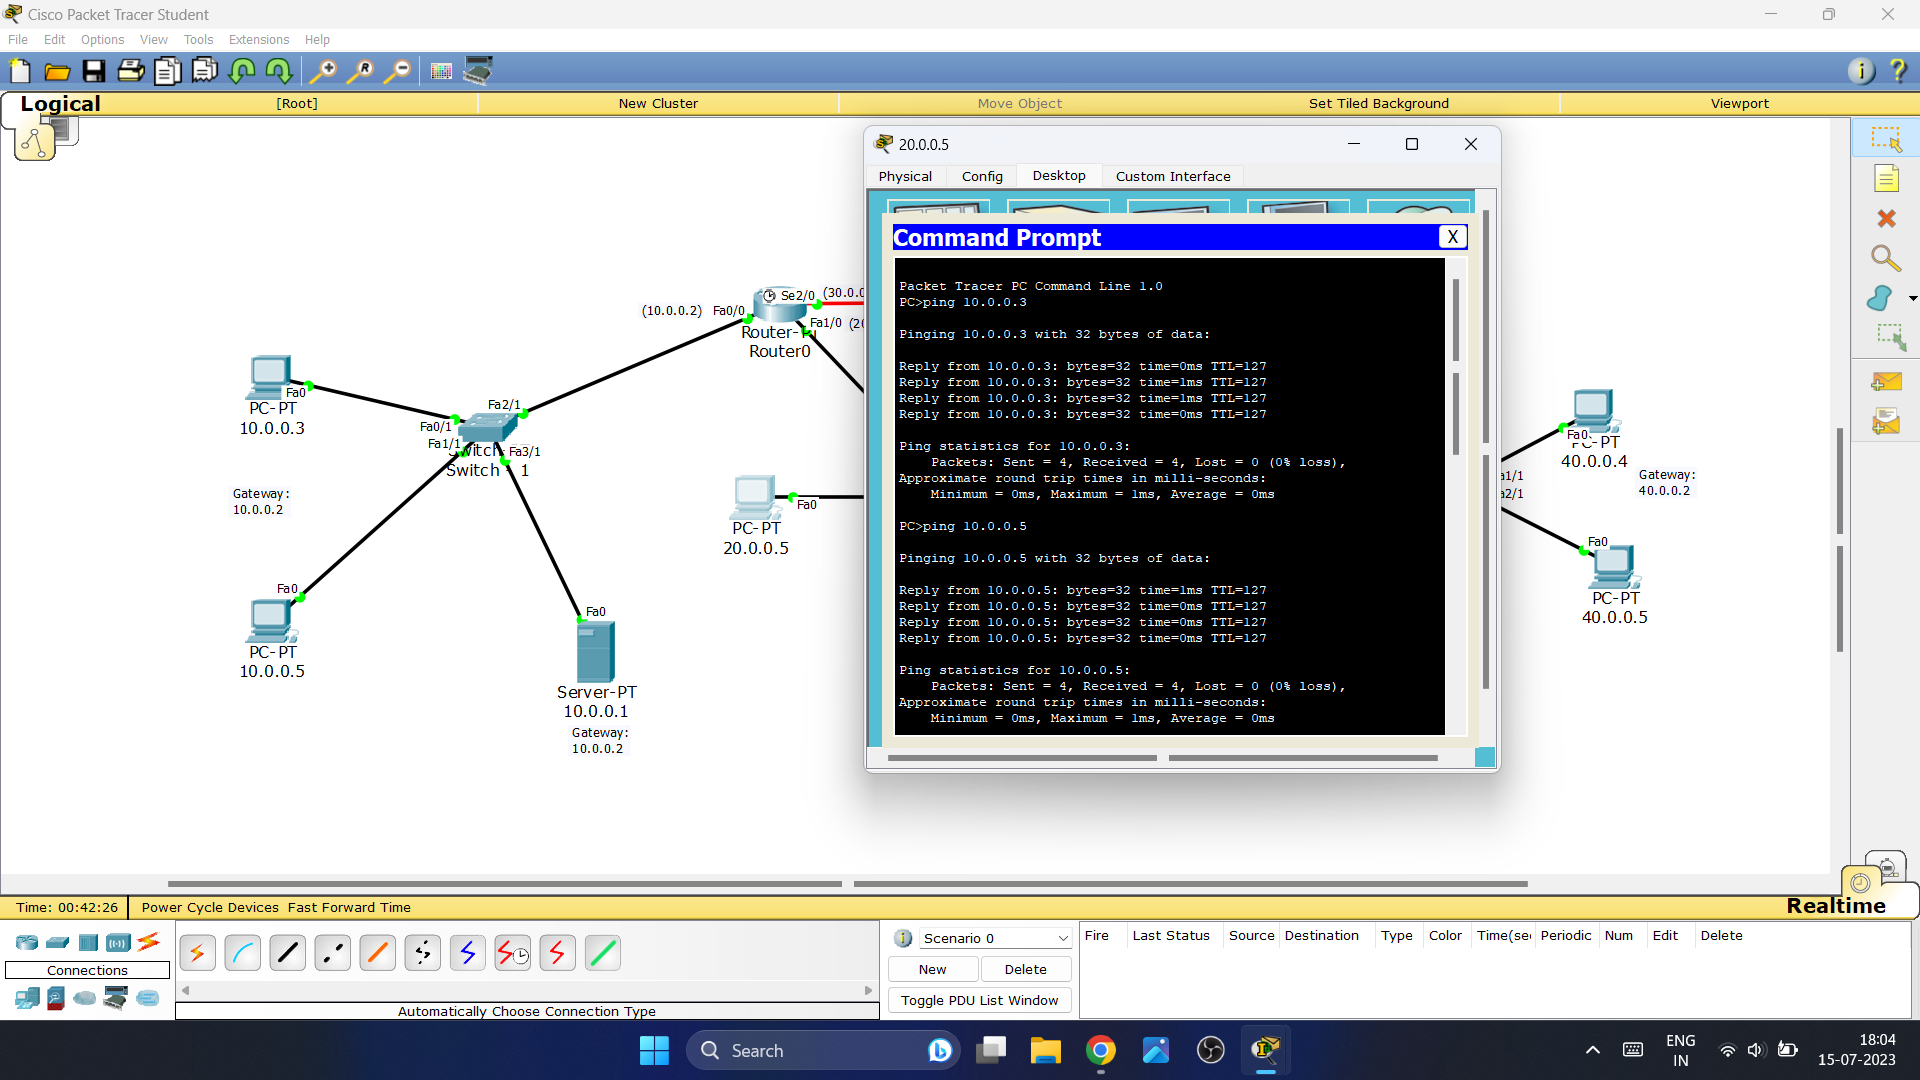 Cisco Packet Tracer Student
File Edit Options View Tools Extensions Help
Logical [Root] New Cluster Move Object Set Tiled Background Viewport
20.0.0.5
Physical Config Desktop Custom Interface
Command Prompt
X
Packet Tracer PC Command Line 1.0
PC>ping 10.0.0.3
Pinging 10.0.0.3 with 32 bytes of data:
Reply from 10.0.0.3: bytes=32 time=0ms TTL=127
Reply from 10.0.0.3: bytes=32 time=1ms TTL=127
Reply from 10.0.0.3: bytes=32 time=1ms TTL=127
Reply from 10.0.0.3: bytes=32 time=0ms TTL=127
Ping statistics for 10.0.0.3:
Packets: Sent = 4, Received = 4, Lost = 0 (0% loss),
Approximate round trip times in milli-seconds:
Minimum = 0ms, Maximum = 1ms, Average = 0ms
PC>ping 10.0.0.5
Pinging 10.0.0.5 with 32 bytes of data:
Reply from 10.0.0.5: bytes=32 time=1ms TTL=127
Reply from 10.0.0.5: bytes=32 time=0ms TTL=127
Reply from 10.0.0.5: bytes=32 time=0ms TTL=127
Reply from 10.0.0.5: bytes=32 time=0ms TTL=127
Ping statistics for 10.0.0.5:
Packets: Sent = 4, Received = 4, Lost = 0 (0% loss),
Approximate round trip times in milli-seconds:
Minimum = 0ms, Maximum = 1ms, Average = 0ms
(10.0.0.2) Fa0/0
Se2/0 (30.0.0
Fa1/0 (20
Router0
Fa0
PC-PT
10.0.0.3
Fa2/1
Fa0/1
Fa1/1
Fa3/1
Switch 1
Gateway:
10.0.0.2
Fa0
PC-PT
10.0.0.5
Fa0
Server-PT
10.0.0.1
Gateway:
10.0.0.2
Fa0
PC-PT
20.0.0.5
Fa0
PC-PT
40.0.0.4
a1/1
a2/1
Gateway:
40.0.0.2
Fa0
PC-PT
40.0.0.5
Time: 00:42:26 Power Cycle Devices Fast Forward Time
Realtime
Connections
Automatically Choose Connection Type
Scenario 0
New Delete
Toggle PDU List Window
Fire Last Status Source Destination Type Color Time(sec Periodic Num Edit Delete
Search
ENG
IN
18:04
15-07-2023